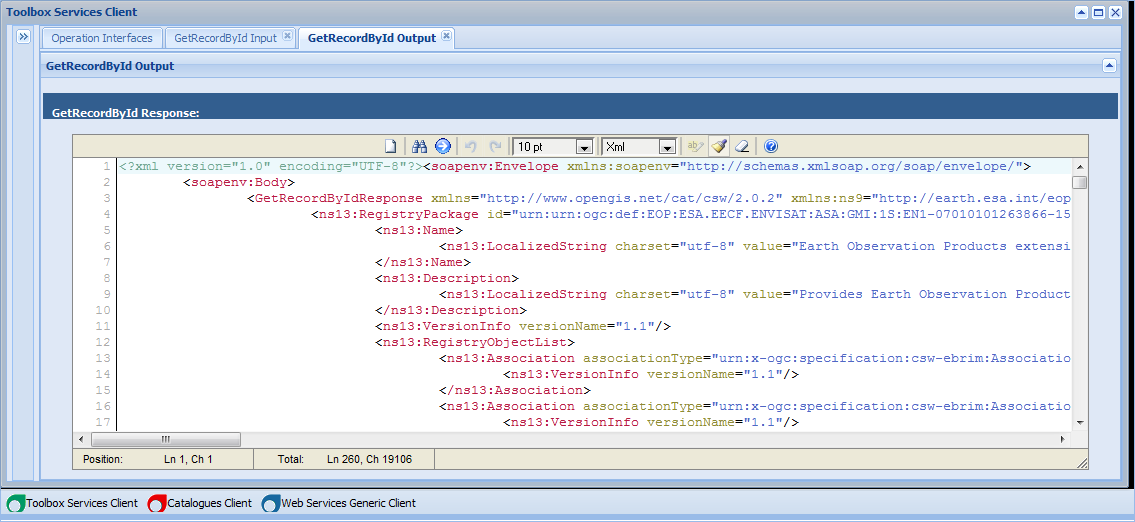 Toolbox Services Client
Operation Interfaces GetRecordById Input GetRecordById Output
GetRecordById Output
GetRecordById Response:
10 pt Xml
1 <?xml version="1.0" encoding="UTF-8"?><soapenv:Envelope xmlns:soapenv="http://schemas.xmlsoap.org/soap/envelope/">
2 <soapenv:Body>
3 <GetRecordByIdResponse xmlns="http://www.opengis.net/cat/csw/2.0.2" xmlns:ns9="http://earth.esa.int/eop
4 <ns13:RegistryPackage id="urn:urn:ogc:def:EOP:ESA.EECF.ENVISAT:ASA:GMI:1S:EN1-07010101263866-15
5 <ns13:Name>
6 <ns13:LocalizedString charset="utf-8" value="Earth Observation Products extensi
7 </ns13:Name>
8 <ns13:Description>
9 <ns13:LocalizedString charset="utf-8" value="Provides Earth Observation Product
10 </ns13:Description>
11 <ns13:VersionInfo versionName="1.1"/>
12 <ns13:RegistryObjectList>
13 <ns13:Association associationType="urn:x-ogc:specification:csw-ebrim:Associatio
14 <ns13:VersionInfo versionName="1.1"/>
15 </ns13:Association>
16 <ns13:Association associationType="urn:x-ogc:specification:csw-ebrim:Associatio
17 <ns13:VersionInfo versionName="1.1"/>
Position: Ln 1, Ch 1 Total: Ln 260, Ch 19106
Toolbox Services Client Catalogues Client Web Services Generic Client